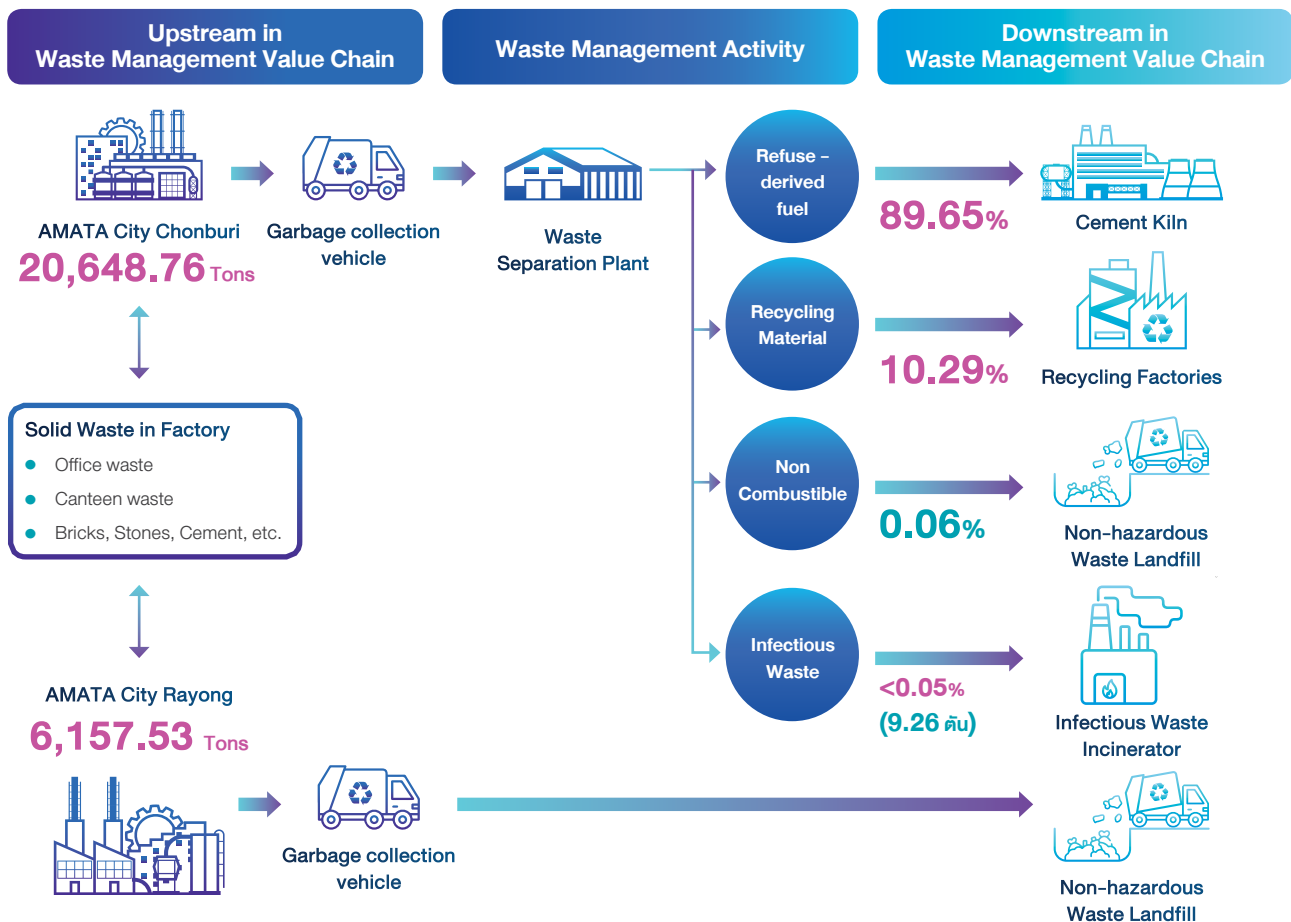 Upstream in
Waste Management Value Chain
Waste Management Activity
Downstream in
Waste Management Value Chain
AMATA City Chonburi
20,648.76 Tons
Garbage collection
vehicle
Waste
Separation Plant
Refuse -
derived
fuel
89.65%
Cement Kiln
Recycling
Material
10.29%
Recycling Factories
Solid Waste in Factory
● Office waste
● Canteen waste
● Bricks, Stones, Cement, etc.
Non
Combustible
0.06%
Non-hazardous
Waste Landfill
Infectious
Waste
<0.05%
(9.26 ตัน)
Infectious Waste
Incinerator
AMATA City Rayong
6,157.53 Tons
Garbage collection
vehicle
Non-hazardous
Waste Landfill